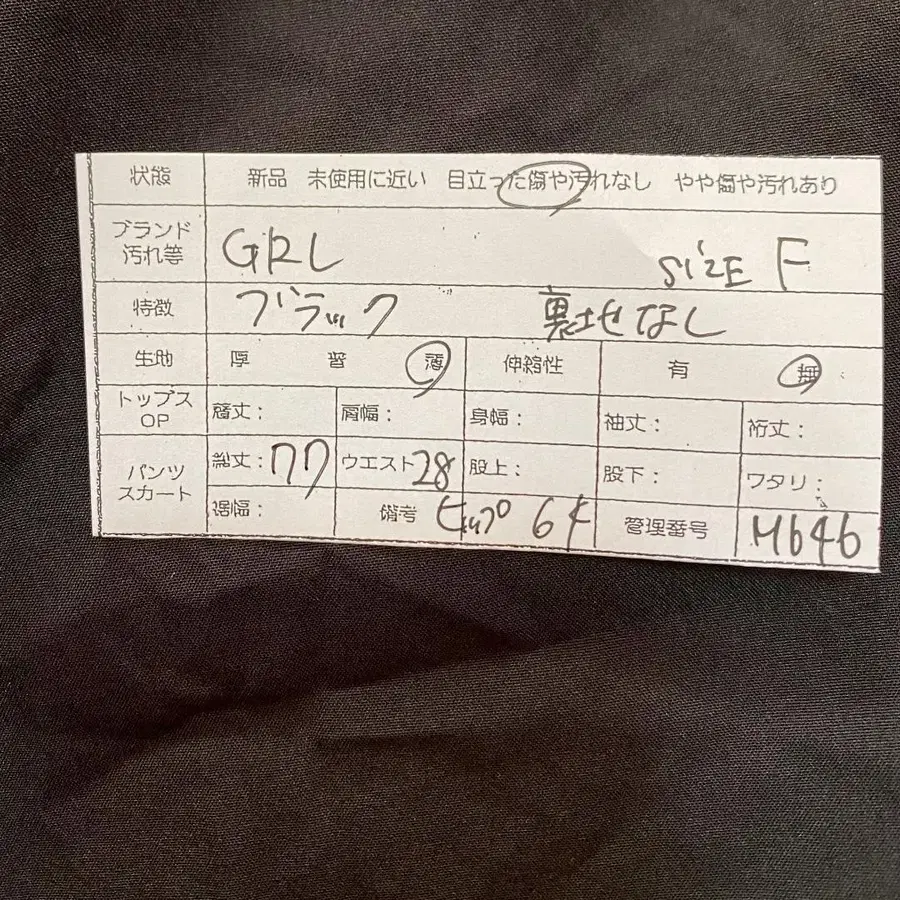 状態 新品 未使用に近い 目立った傷や汚れなし やや傷や汚れあり
ブランド 汚れ等 GRL SIZE F
特徴 ブラック 裏地なし
生地 厚 普 薄 伸縮性 有 無
トップス OP 着丈: 肩幅: 身幅: 袖丈: 裄丈:
パンツ スカート 総丈: 77 ウエスト 28 股上: 股下: ワタリ:
裾幅: 備考 ヒップ 64 管理番号 M646